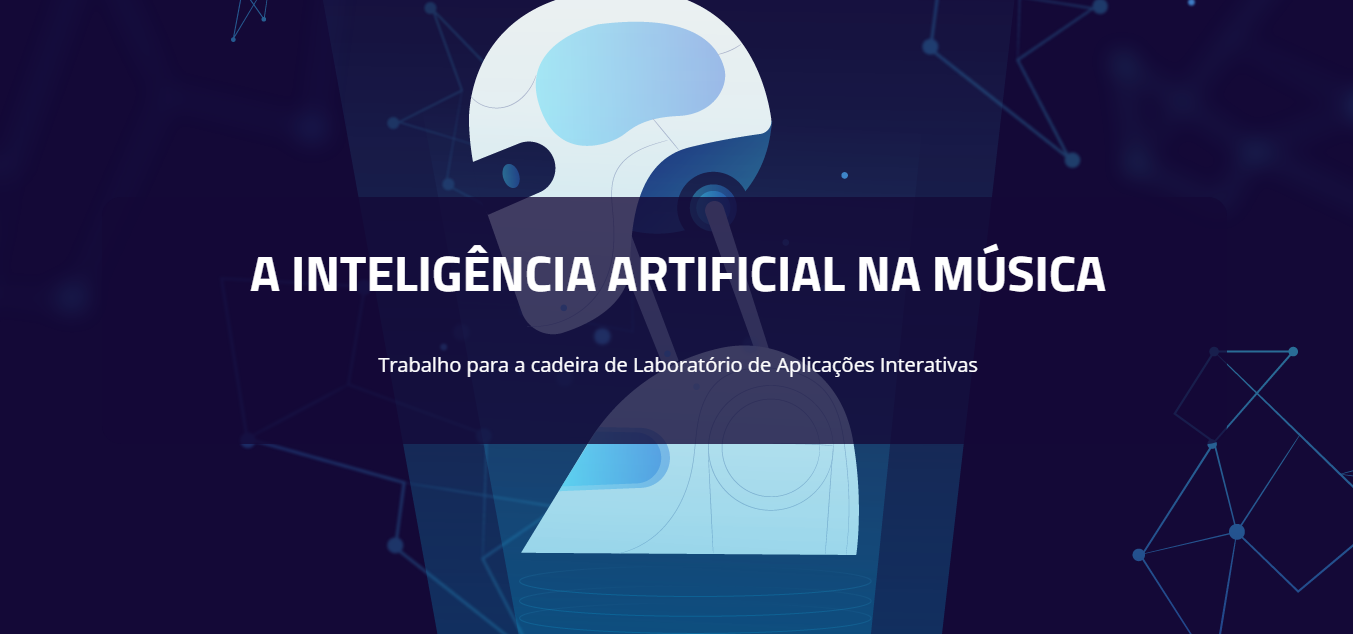 A INTELIGÊNCIA ARTIFICIAL NA MÚSICA
Trabalho para a cadeira de Laboratório de Aplicações Interativas